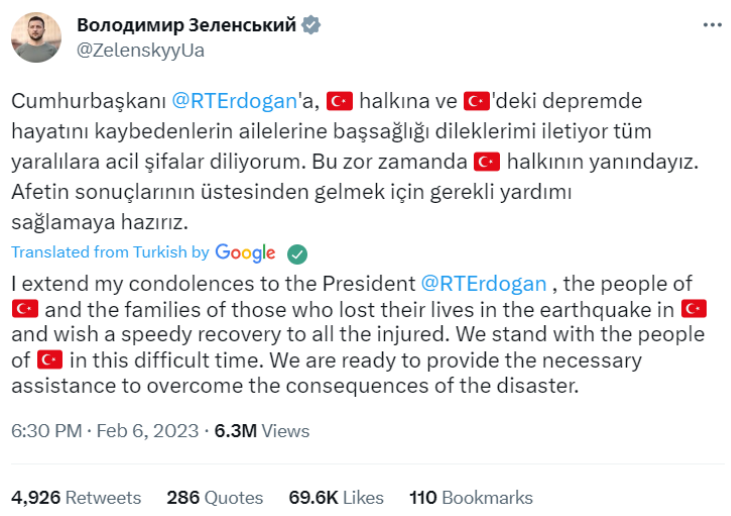 Володимир Зеленський
@ZelenskyyUa
Cumhurbaşkanı @RTErdogan'a, 🇹🇷 halkına ve 🇹🇷'deki depremde
hayatını kaybedenlerin ailelerine başsağlığı dileklerimi iletiyor tüm
yaralılara acil şifalar diliyorum. Bu zor zamanda 🇹🇷 halkının yanındayız.
Afetin sonuçlarının üstesinden gelmek için gerekli yardımı
sağlamaya hazırız.
Translated from Turkish by Google
I extend my condolences to the President @RTErdogan , the people of
🇹🇷 and the families of those who lost their lives in the earthquake in 🇹🇷
and wish a speedy recovery to all the injured. We stand with the people
of 🇹🇷 in this difficult time. We are ready to provide the necessary
assistance to overcome the consequences of the disaster.
6:30 PM · Feb 6, 2023 · 6.3M Views
4,926 Retweets 286 Quotes 69.6K Likes 110 Bookmarks